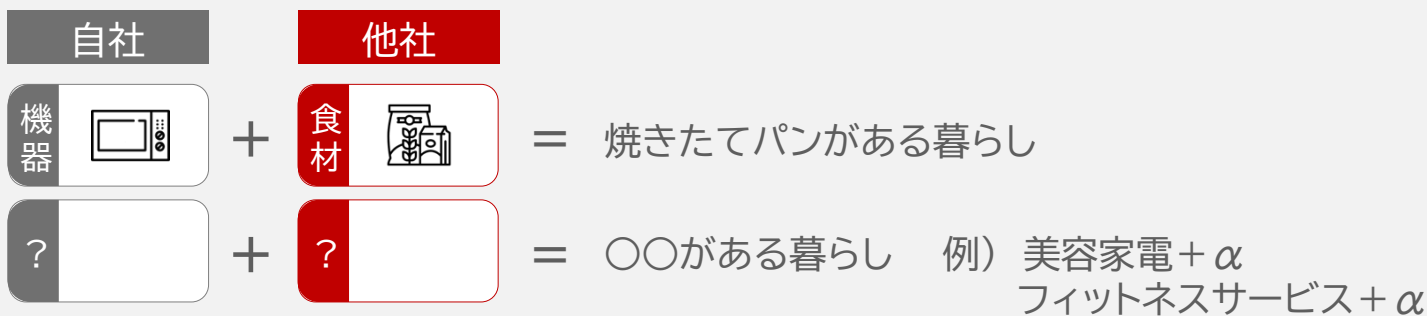 自社 他社
機器 + 食材 = 焼きたてパンがある暮らし
? + ? = 〇〇がある暮らし 例) 美容家電+α
フィットネスサービス+α